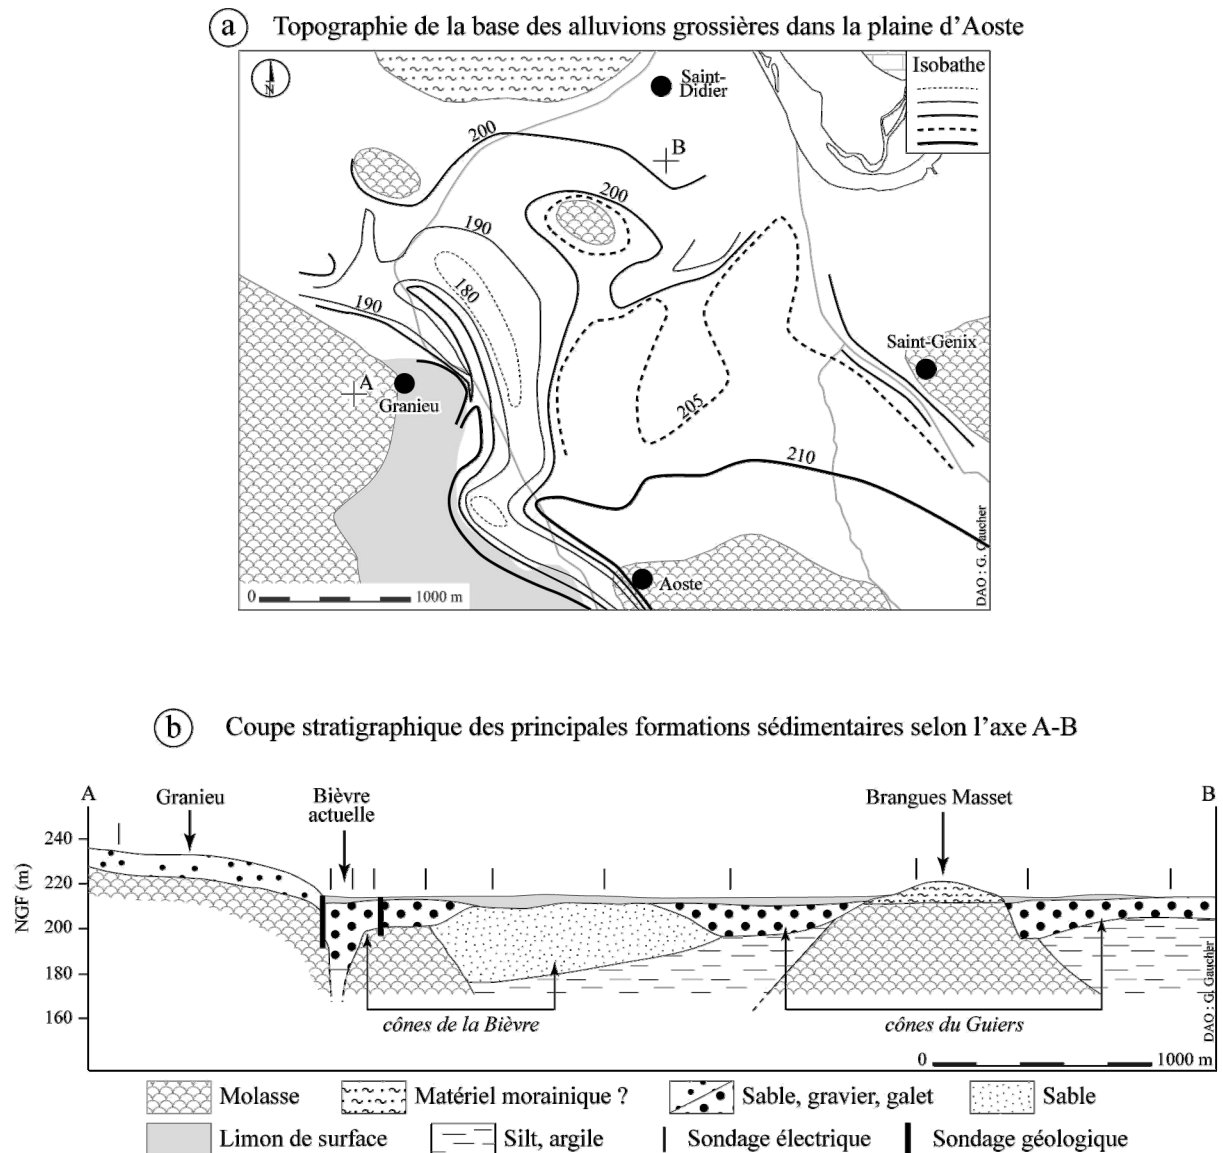 a Topographie de la base des alluvions grossières dans la plaine d'Aoste
N
Saint-
Didier
Isobathe
200
B
200
190
180
190
A
Granieu
Saint-Genix
205
210
Aoste
0 1000 m
DAO : G. Gaucher
b Coupe stratigraphique des principales formations sédimentaires selon l'axe A-B
A
Granieu
Bièvre
actuelle
Brangues Masset
B
NGF (m)
240
220
200
180
160
cônes de la Bièvre
cônes du Guiers
DAO : G. Gaucher
0 1000 m
Molasse
Matériel morainique ?
Sable, gravier, galet
Sable
Limon de surface
Silt, argile
Sondage électrique
Sondage géologique